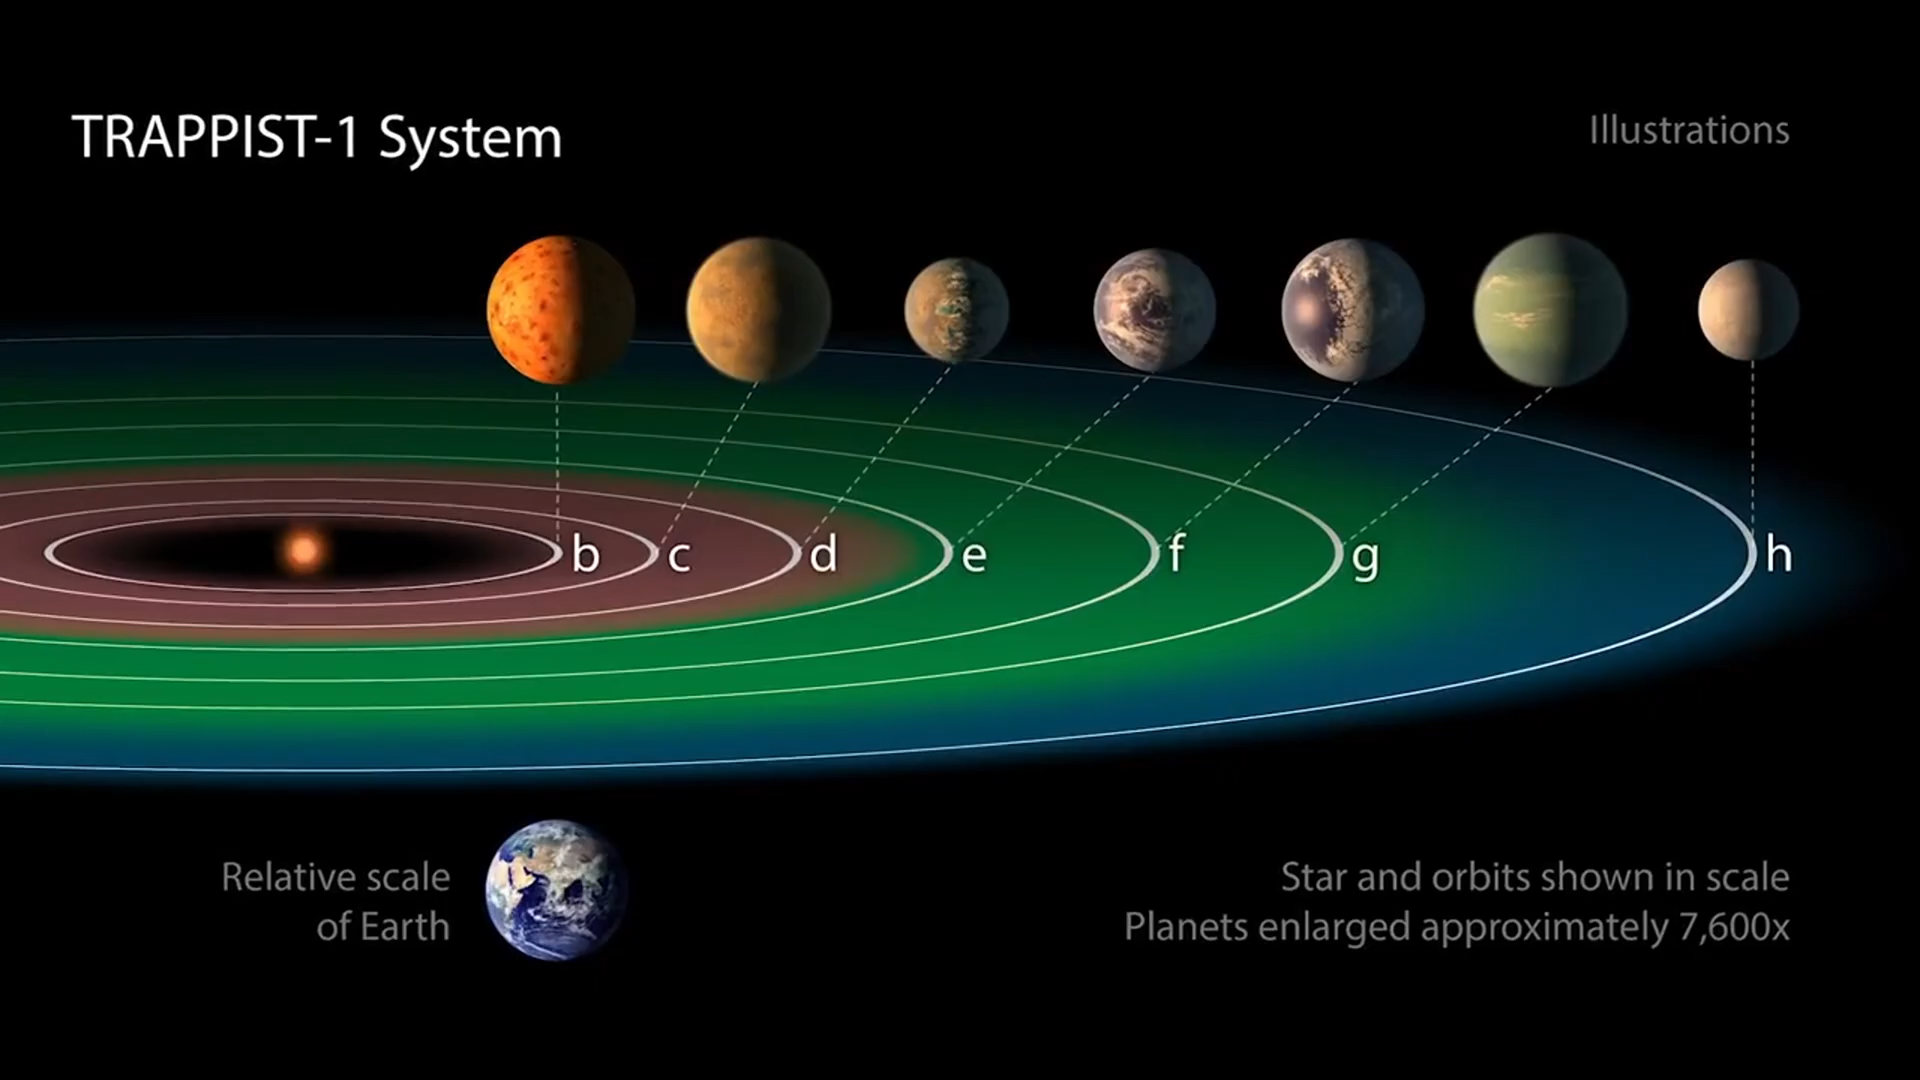 TRAPPIST-1 System
Illustrations
b
c
d
e
f
g
h
Relative scale
of Earth
Star and orbits shown in scale
Planets enlarged approximately 7,600x